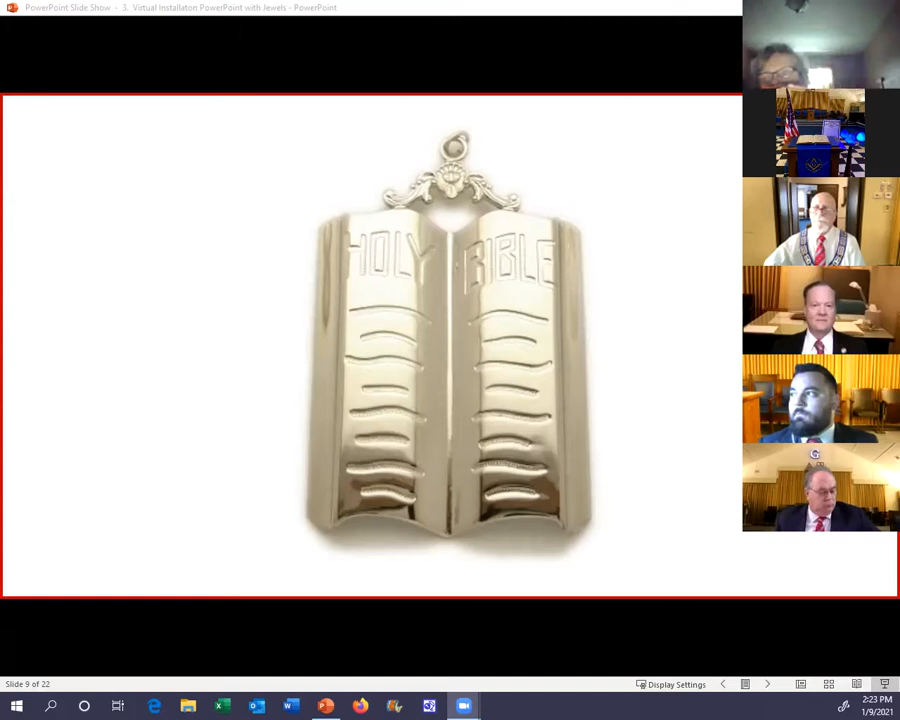 PowerPoint Slide Show - 3. Virtual Installaton PowerPoint with Jewels - PowerPoint
HOLY BIBLE
G
Slide 9 of 22
Display Settings
2:23 PM
1/9/2021